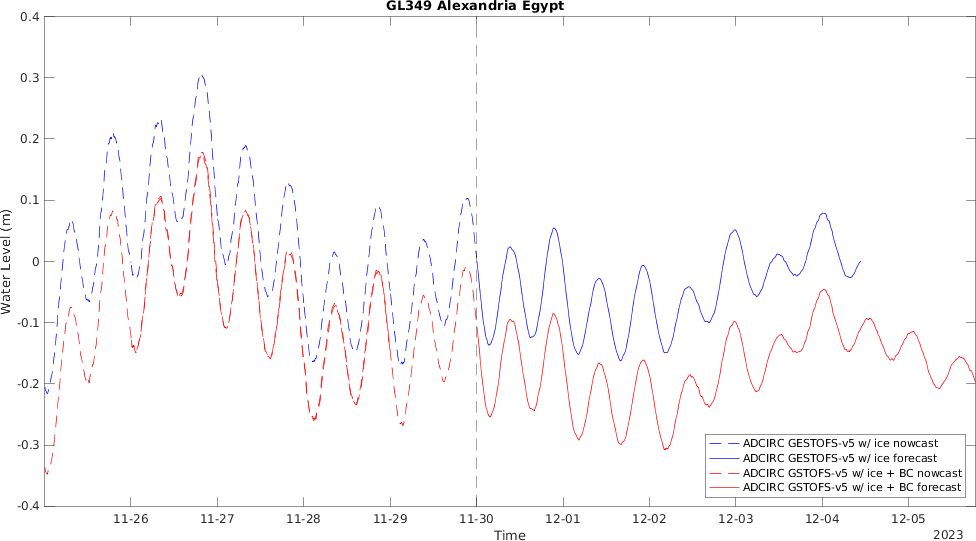 GL349 Alexandria Egypt
0.4
0.3
0.2
0.1
0
-0.1
-0.2
-0.3
-0.4
Water Level (m)
ADCIRC GESTOFS-v5 w/ ice nowcast
ADCIRC GESTOFS-v5 w/ ice forecast
ADCIRC GSTOFS-v5 w/ ice + BC nowcast
ADCIRC GSTOFS-v5 w/ ice + BC forecast
11-26 11-27 11-28 11-29 11-30 12-01 12-02 12-03 12-04 12-05
Time
2023